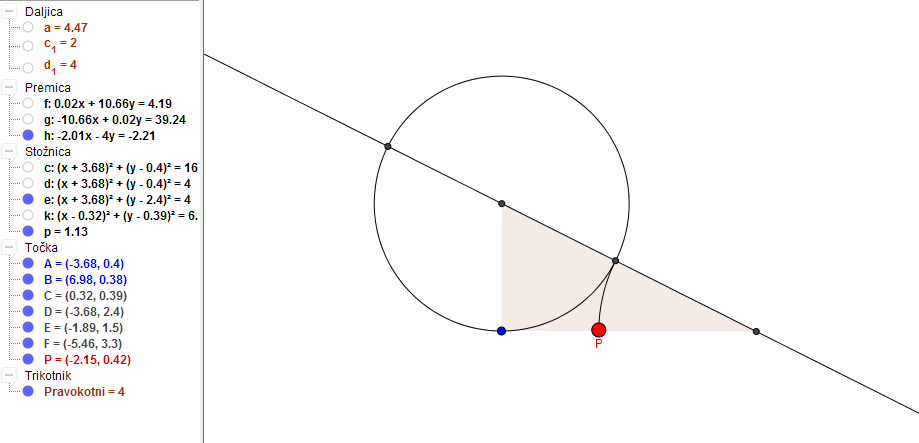 Daljica
a = 4.47
c₁ = 2
d₁ = 4
Premica
f: 0.02x + 10.66y = 4.19
g: -10.66x + 0.02y = 39.24
h: -2.01x - 4y = -2.21
Stožnica
c: (x + 3.68)² + (y - 0.4)² = 16
d: (x + 3.68)² + (y - 0.4)² = 4
e: (x + 3.68)² + (y - 2.4)² = 4
k: (x - 0.32)² + (y - 0.39)² = 6.
p = 1.13
Točka
A = (-3.68, 0.4)
B = (6.98, 0.38)
C = (0.32, 0.39)
D = (-3.68, 2.4)
E = (-1.89, 1.5)
F = (-5.46, 3.3)
P = (-2.15, 0.42)
Trikotnik
Pravokotni = 4
P